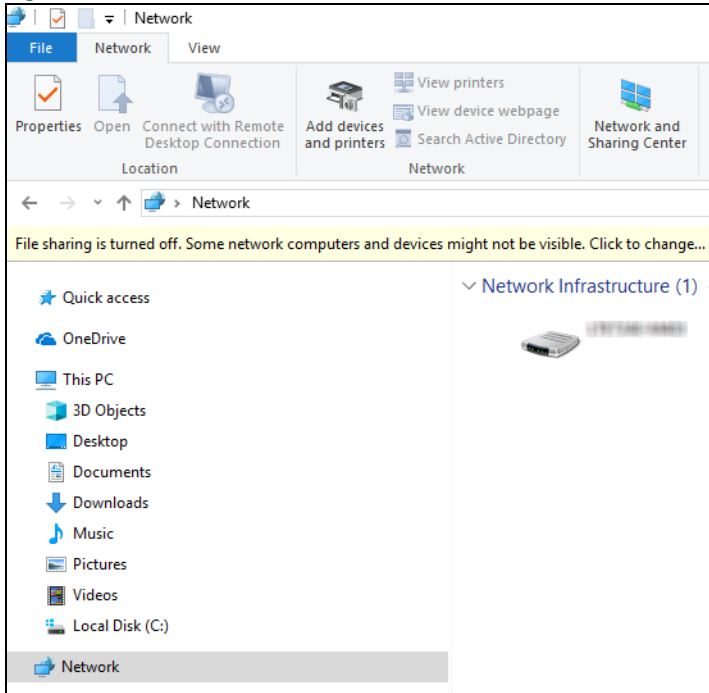 Network
File Network View
Properties Open Connect with Remote Desktop Connection
Add devices and printers
View printers
View device webpage
Search Active Directory
Network and Sharing Center
Location Network
Network
File sharing is turned off. Some network computers and devices might not be visible. Click to change...
Quick access
OneDrive
This PC
3D Objects
Desktop
Documents
Downloads
Music
Pictures
Videos
Local Disk (C:)
Network
Network Infrastructure (1)